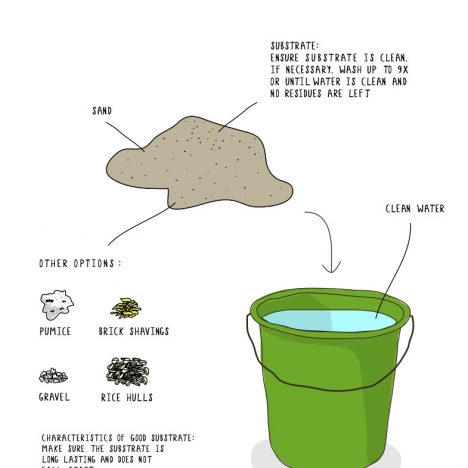 SUBSTRATE:
ENSURE SUBSTRATE IS CLEAN.
IF NECESSARY, WASH UP TO 9X
OR UNTIL WATER IS CLEAN AND
NO RESIDUES ARE LEFT
SAND
CLEAN WATER
OTHER OPTIONS:
PUMICE
BRICK SHAVINGS
GRAVEL
RICE HULLS
CHARACTERISTICS OF GOOD SUBSTRATE:
MAKE SURE THE SUBSTRATE IS
LONG LASTING AND DOES NOT